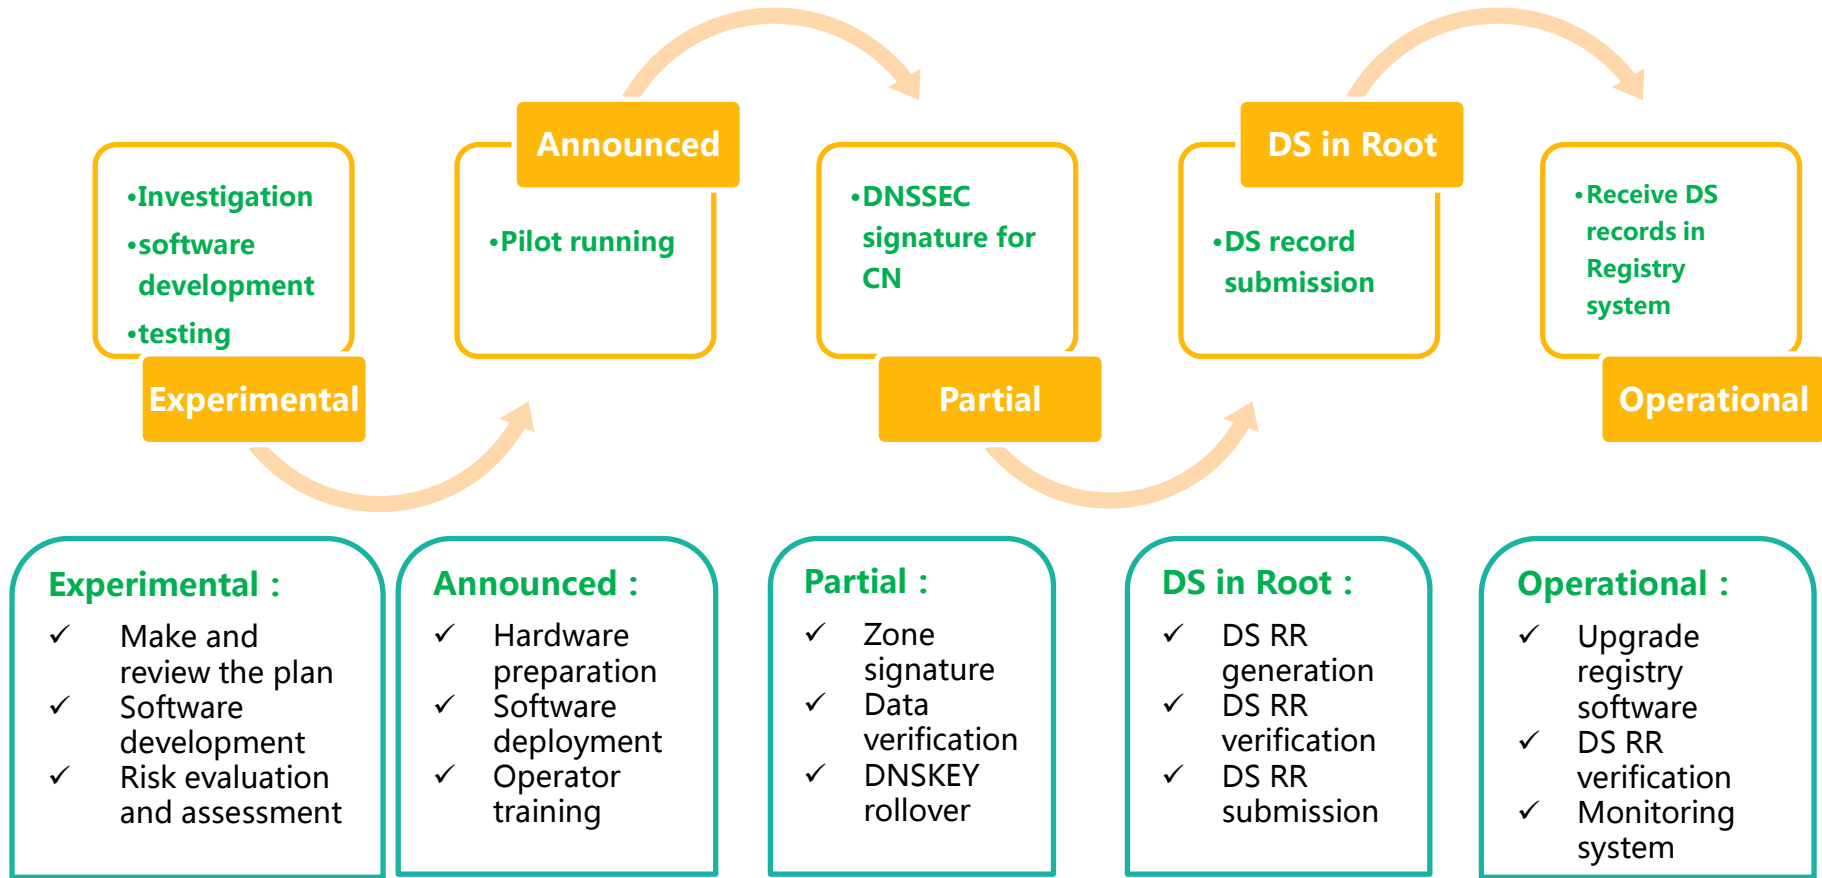 •Investigation
•software
development
•testing
Experimental
Announced
•Pilot running
•DNSSEC
signature for
CN
Partial
DS in Root
•DS record
submission
•Receive DS
records in
Registry
system
Operational
Experimental：
✓ Make and
review the plan
✓ Software
development
✓ Risk evaluation
and assessment
Announced：
✓ Hardware
preparation
✓ Software
deployment
✓ Operator
training
Partial：
✓ Zone
signature
✓ Data
verification
✓ DNSKEY
rollover
DS in Root：
✓ DS RR
generation
✓ DS RR
verification
✓ DS RR
submission
Operational：
✓ Upgrade
registry
software
✓ DS RR
verification
✓ Monitoring
system